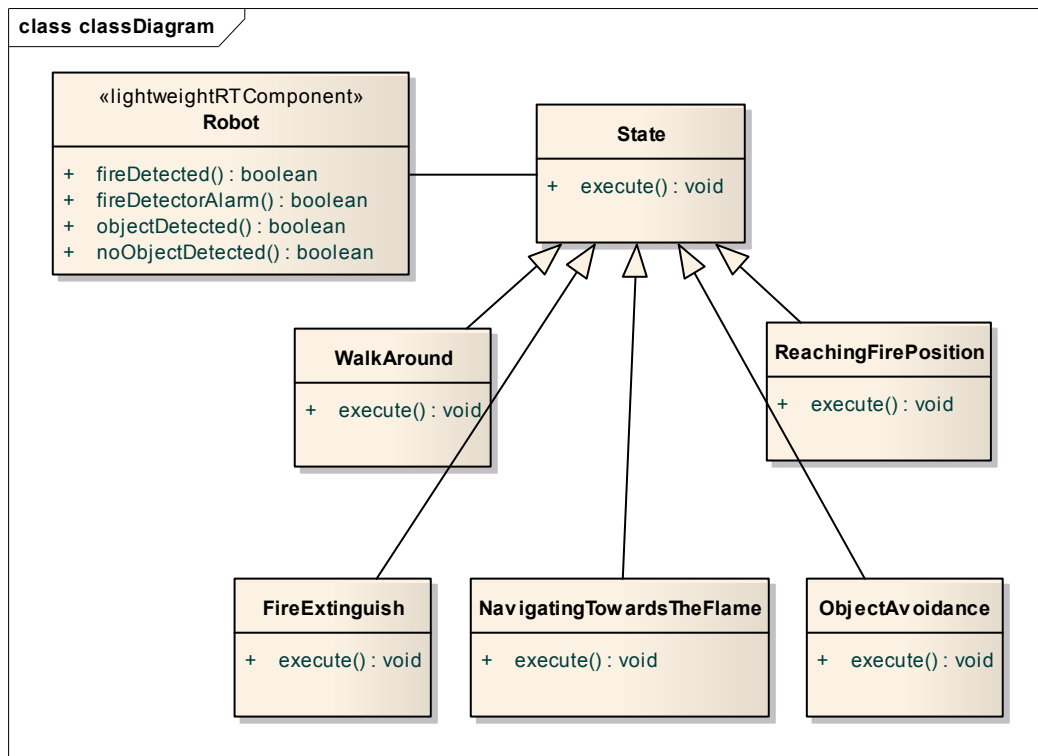 class classDiagram
«lightweightRTComponent»
Robot
+ fireDetected() : boolean
+ fireDetectorAlarm() : boolean
+ objectDetected() : boolean
+ noObjectDetected() : boolean
State
+ execute() : void
WalkAround
+ execute() : void
ReachingFirePosition
+ execute() : void
FireExtinguish
+ execute() : void
NavigatingTowardsTheFlame
+ execute() : void
ObjectAvoidance
+ execute() : void